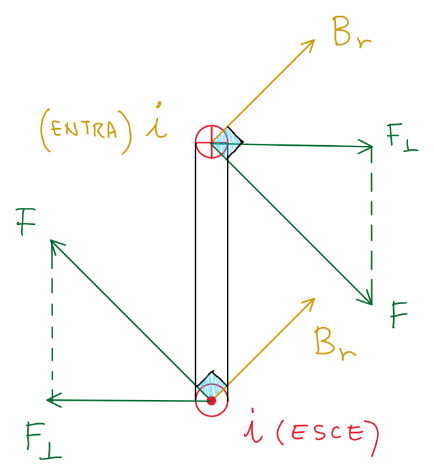 Br
(ENTRA) i
F⊥
F
F
Br
F⊥
i (ESCE)